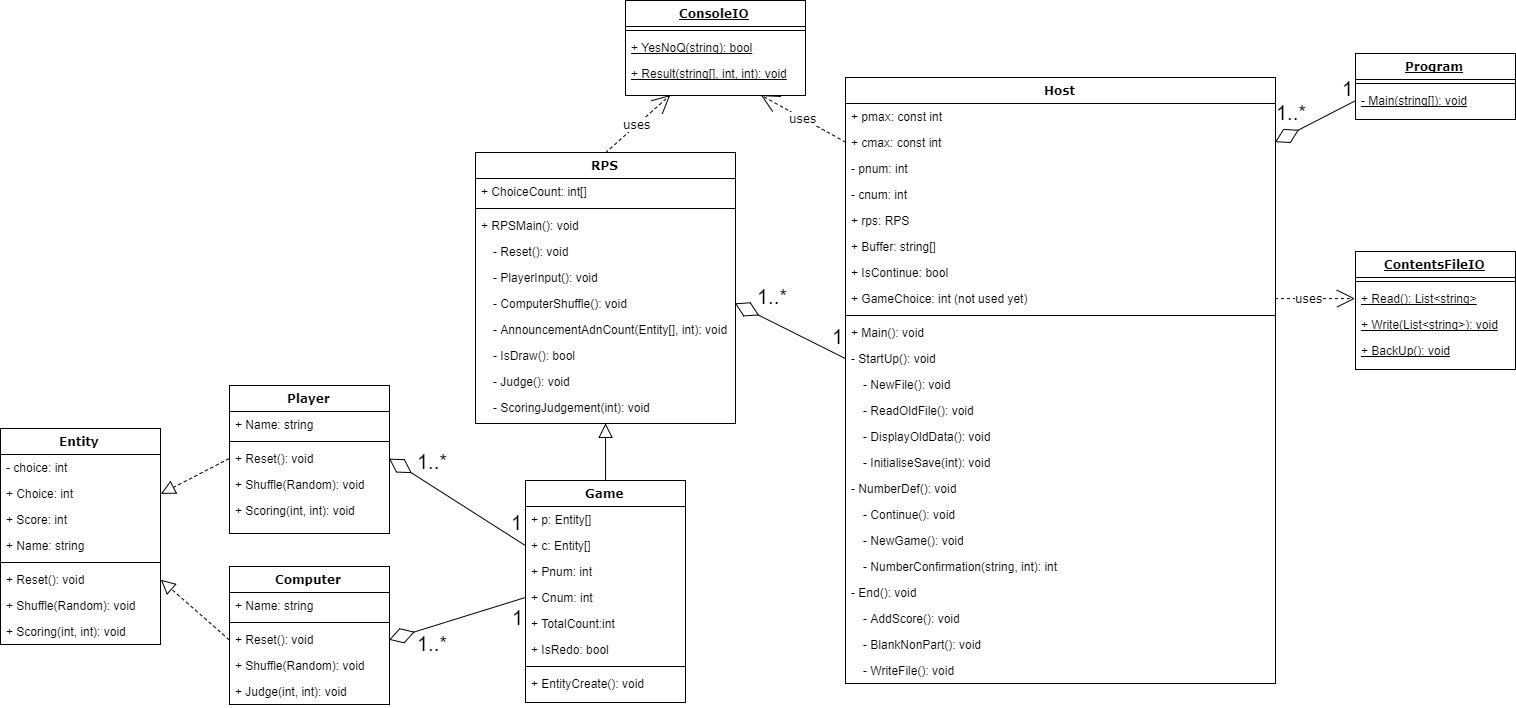 ConsoleIO
+ YesNoQ(string): bool
+ Result(string[], int, int): void
uses
uses
Program
- Main(string[]): void
1
1..*
Host
+ pmax: const int
+ cmax: const int
- pnum: int
- cnum: int
+ rps: RPS
+ Buffer: string[]
+ IsContinue: bool
+ GameChoice: int (not used yet)
+ Main(): void
- StartUp(): void
- NewFile(): void
- ReadOldFile(): void
- DisplayOldData(): void
- InitialiseSave(int): void
- NumberDef(): void
- Continue(): void
- NewGame(): void
- NumberConfirmation(string, int): int
- End(): void
- AddScore(): void
- BlankNonPart(): void
- WriteFile(): void
uses
ContentsFileIO
+ Read(): List<string>
+ Write(List<string>): void
+ BackUp(): void
RPS
+ ChoiceCount: int[]
+ RPSMain(): void
- Reset(): void
- PlayerInput(): void
- ComputerShuffle(): void
- AnnouncementAdnCount(Entity[], int): void
- IsDraw(): bool
- Judge(): void
- ScoringJudgement(int): void
1..*
1
Player
+ Name: string
+ Reset(): void
+ Shuffle(Random): void
+ Scoring(int, int): void
1..*
1
Entity
- choice: int
+ Choice: int
+ Score: int
+ Name: string
+ Reset(): void
+ Shuffle(Random): void
+ Scoring(int, int): void
Computer
+ Name: string
+ Reset(): void
+ Shuffle(Random): void
+ Judge(int, int): void
1..*
1
Game
+ p: Entity[]
+ c: Entity[]
+ Pnum: int
+ Cnum: int
+ TotalCount:int
+ IsRedo: bool
+ EntityCreate(): void